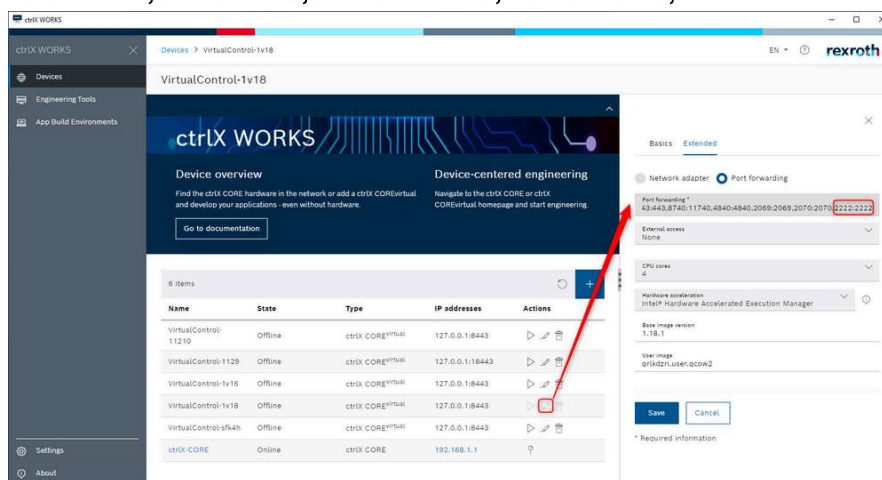 ctrlX WORKS
ctrlX WORKS
Devices
Engineering Tools
App Build Environments
Settings
About
Devices > VirtualControl-1v18
EN
rexroth
VirtualControl-1v18
ctrlX WORKS
Device overview
Find the ctrlX CORE hardware in the network or add a ctrlX COREvirtual
and develop your applications - even without hardware.
Go to documentation
Device-centered engineering
Navigate to the ctrlX CORE or ctrlX
COREvirtual homepage and start engineering.
6 items
Name State Type IP addresses Actions
VirtualControl-
11210 Offline ctrlX COREvirtual 127.0.0.1:8443
VirtualControl-1129 Offline ctrlX COREvirtual 127.0.0.1:18443
VirtualControl-1v16 Offline ctrlX COREvirtual 127.0.0.1:8443
VirtualControl-1v18 Offline ctrlX COREvirtual 127.0.0.1:8443
VirtualControl-sfk4h Offline ctrlX COREvirtual 127.0.0.1:8443
ctrlX-CORE Online ctrlX CORE 192.168.1.1
Basics Extended
Network adapter Port forwarding
Port forwarding *
43:443,8740:11740,4840:4840,2069:2069,2070:2070,2222:2222
External access
None
CPU cores
4
Hardware acceleration
Intel® Hardware Accelerated Execution Manager
Base image version
1.18.1
User image
qrlkdzri.user.qcow2
Save Cancel
* Required information